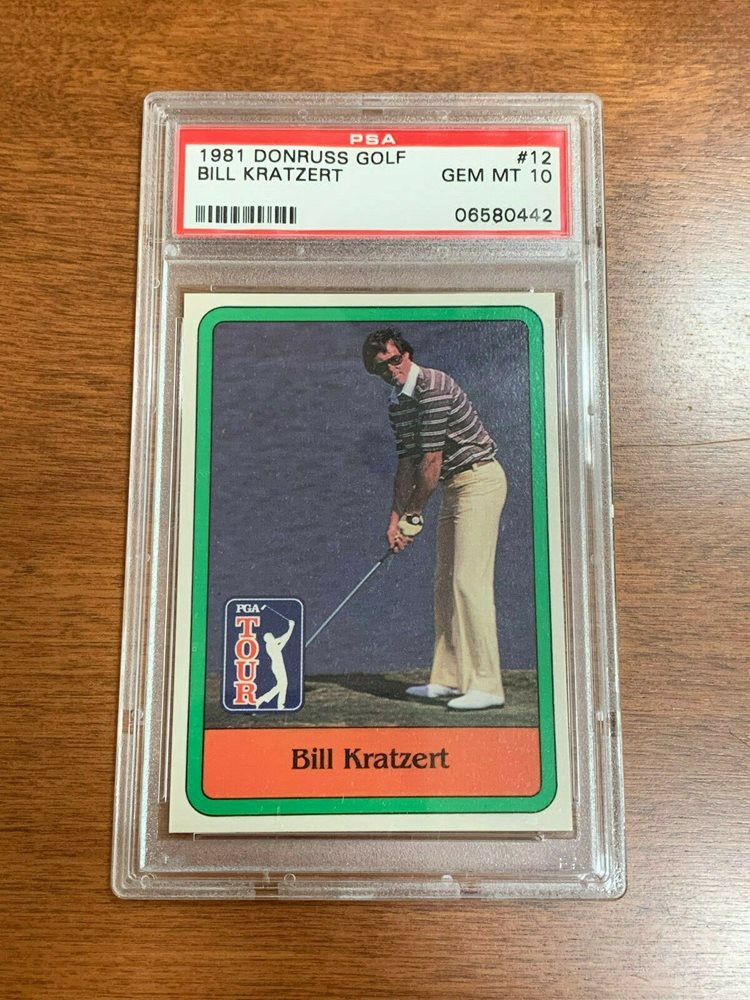 PSA
1981 DONRUSS GOLF #12
BILL KRATZERT GEM MT 10
06580442
PGA
TOUR
Bill Kratzert